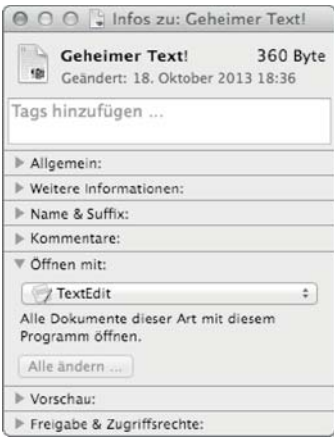 Infos zu: Geheimer Text!
Geheimer Text! 360 Byte
Geändert: 18. Oktober 2013 18:36
Tags hinzufügen ...
Allgemein:
Weitere Informationen:
Name & Suffix:
Kommentare:
Öffnen mit:
TextEdit
Alle Dokumente dieser Art mit diesem
Programm öffnen.
Alle ändern ...
Vorschau:
Freigabe & Zugriffsrechte: